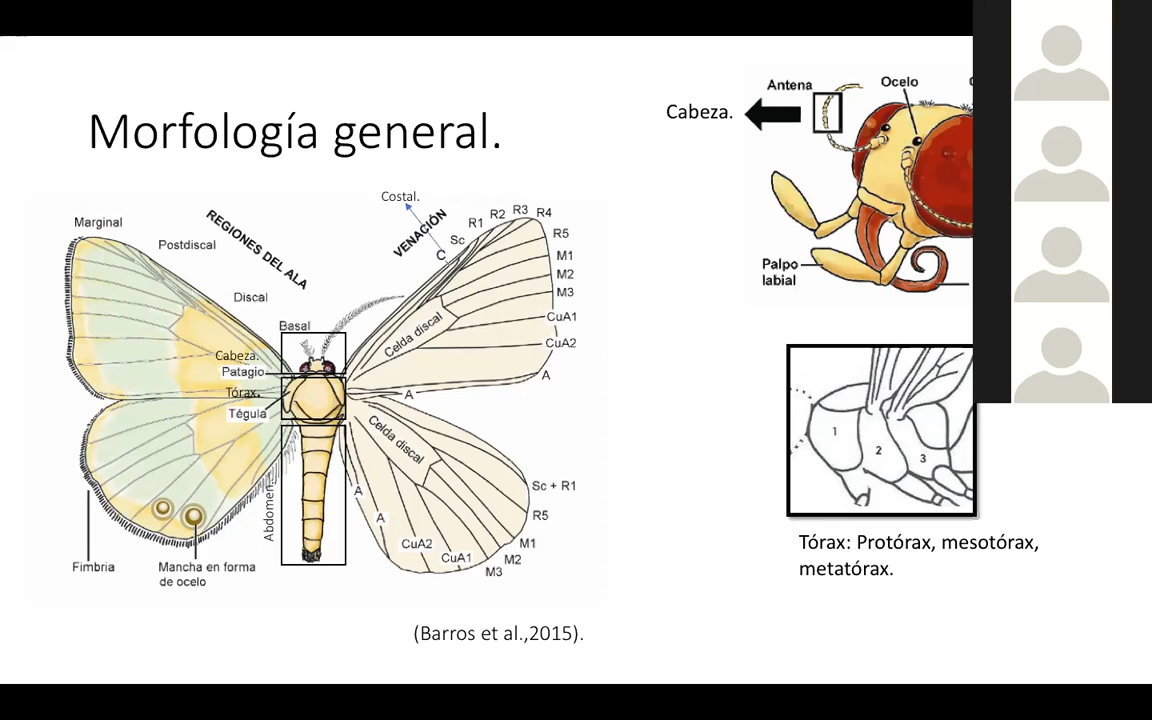 Morfología general.
Cabeza.
Antena
Ocelo
Palpo
labial
Costal.
REGIONES DEL ALA
VENACIÓN
Marginal
Postdiscal
Discal
Basal
C
Sc
R1
R2
R3
R4
R5
M1
M2
M3
CuA1
CuA2
A
A
Celda discal
Cabeza.
Patagio
Tórax.
Tégula
Abdomen.
Celda discal
Sc + R1
R5
M1
M2
M3
CuA1
CuA2
A
A
Fimbria
Mancha en forma
de ocelo
1
2
3
Tórax: Protórax, mesotórax,
metatórax.
(Barros et al.,2015).